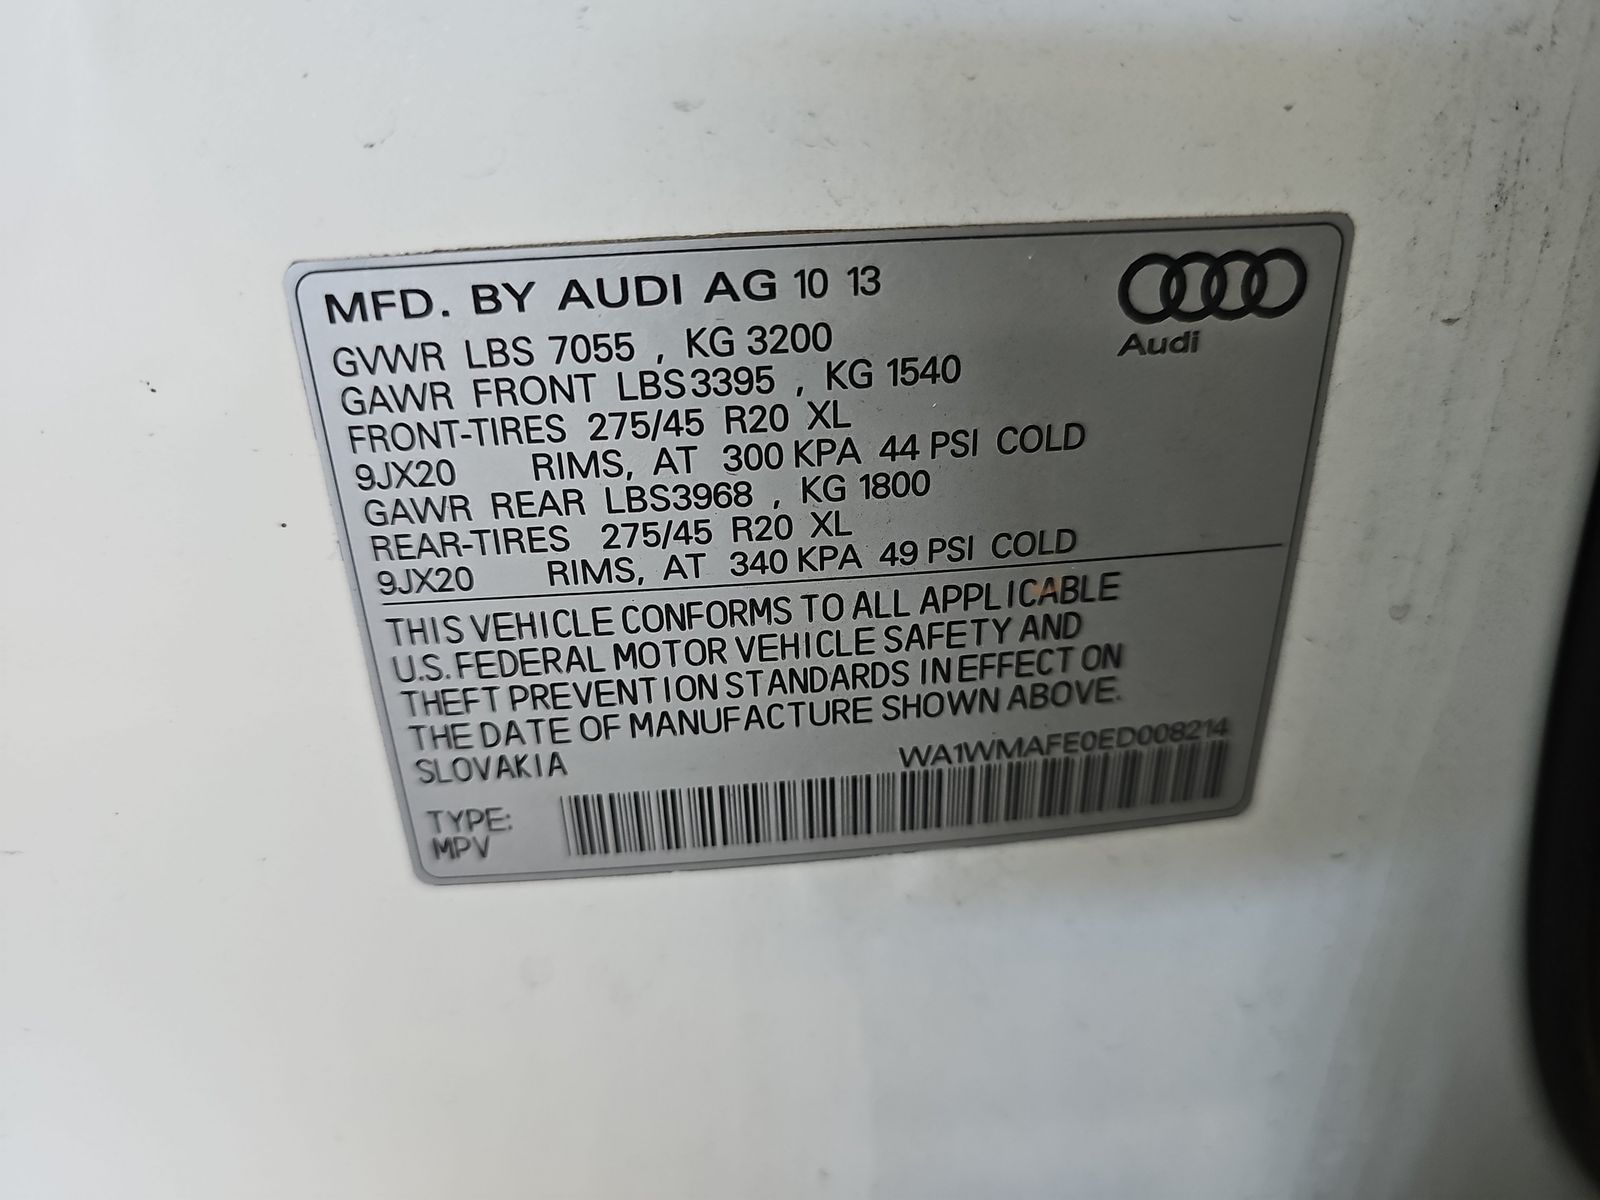 MFD. BY AUDI AG 10 13
Audi
GVWR LBS 7055 , KG 3200
GAWR FRONT LBS3395 , KG 1540
FRONT-TIRES 275/45 R20 XL
9JX20 RIMS, AT 300 KPA 44 PSI COLD
GAWR REAR LBS3968 , KG 1800
REAR-TIRES 275/45 R20 XL
9JX20 RIMS, AT 340 KPA 49 PSI COLD
THIS VEHICLE CONFORMS TO ALL APPLICABLE
U.S. FEDERAL MOTOR VEHICLE SAFETY AND
THEFT PREVENTION STANDARDS IN EFFECT ON
THE DATE OF MANUFACTURE SHOWN ABOVE.
SLOVAKIA WA1WMAFE0ED008214
TYPE:
MPV